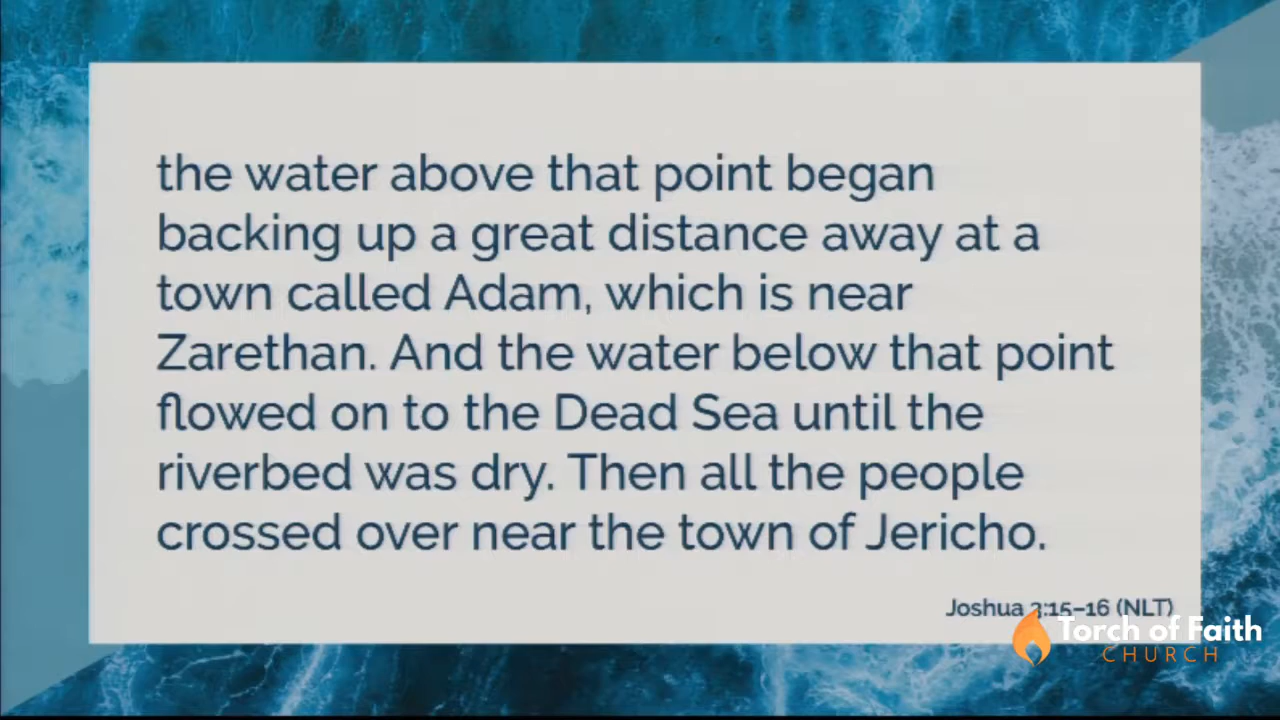 the water above that point began
backing up a great distance away at a
town called Adam, which is near
Zarethan. And the water below that point
flowed on to the Dead Sea until the
riverbed was dry. Then all the people
crossed over near the town of Jericho.
Joshua 3:15–16 (NLT)
Torch of Faith
CHURCH